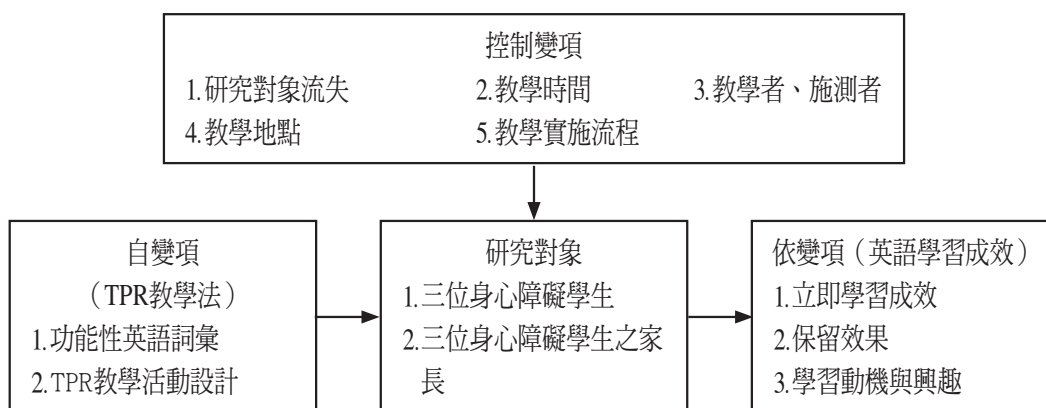 控制變項
1.研究對象流失 2.教學時間 3.教學者、施測者
4.教學地點 5.教學實施流程
自變項
（TPR教學法）
1.功能性英語詞彙
2.TPR教學活動設計
研究對象
1.三位身心障礙學生
2.三位身心障礙學生之家
長
依變項（英語學習成效）
1.立即學習成效
2.保留效果
3.學習動機與興趣